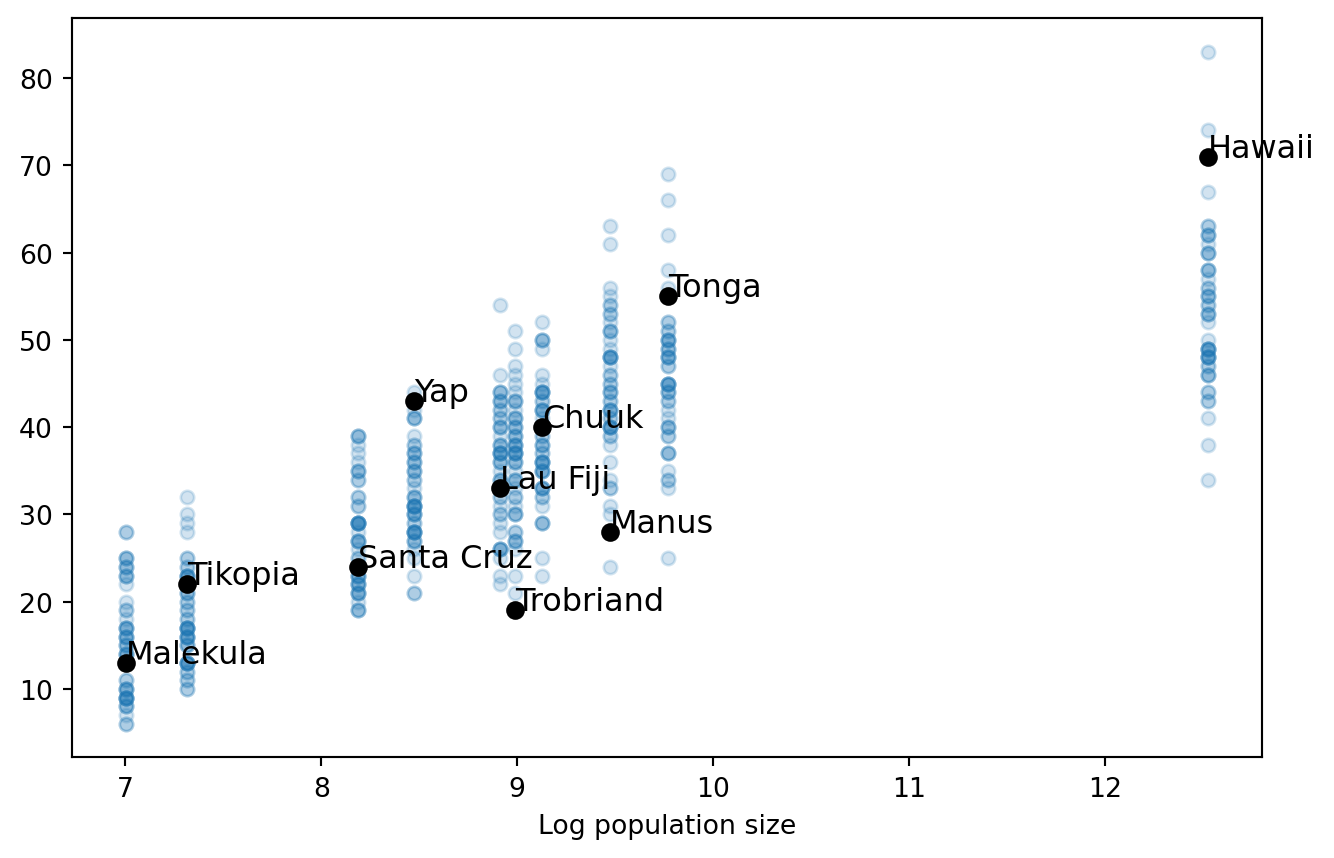 80
70
60
50
40
30
20
10
Hawaii
Tonga
Yap
Chuuk
Lau Fiji
Manus
Santa Cruz
Tikopia
Trobriand
Malekula
7 8 9 10 11 12
Log population size